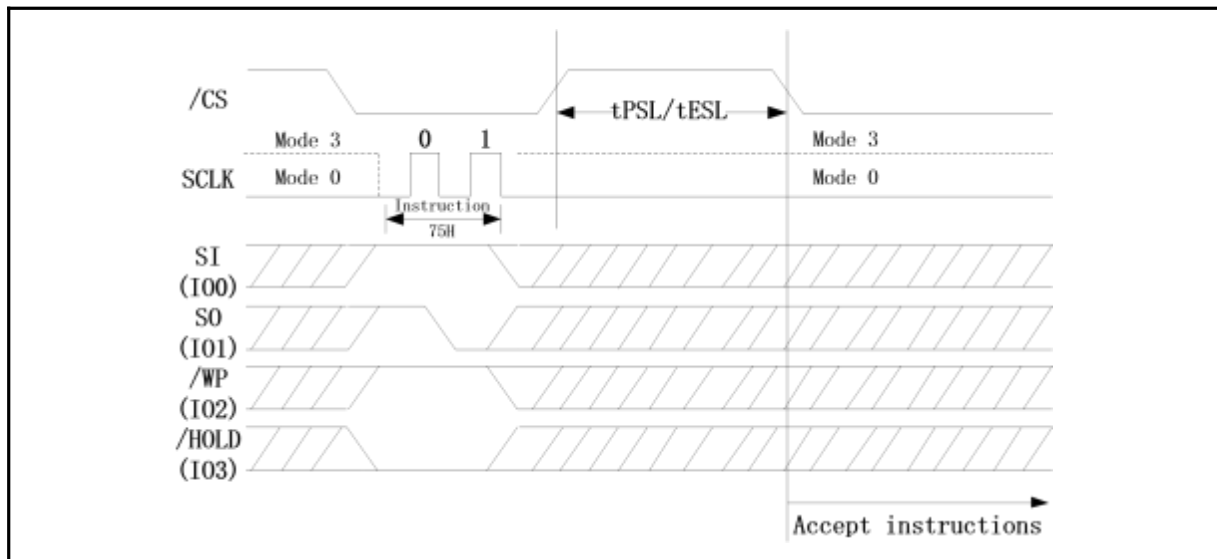 /CS
tPSL/tESL
Mode 3 0 1 Mode 3
SCLK Mode 0 Mode 0
Instruction
75H
SI
(IO0)
SO
(IO1)
/WP
(IO2)
/HOLD
(IO3)
Accept instructions